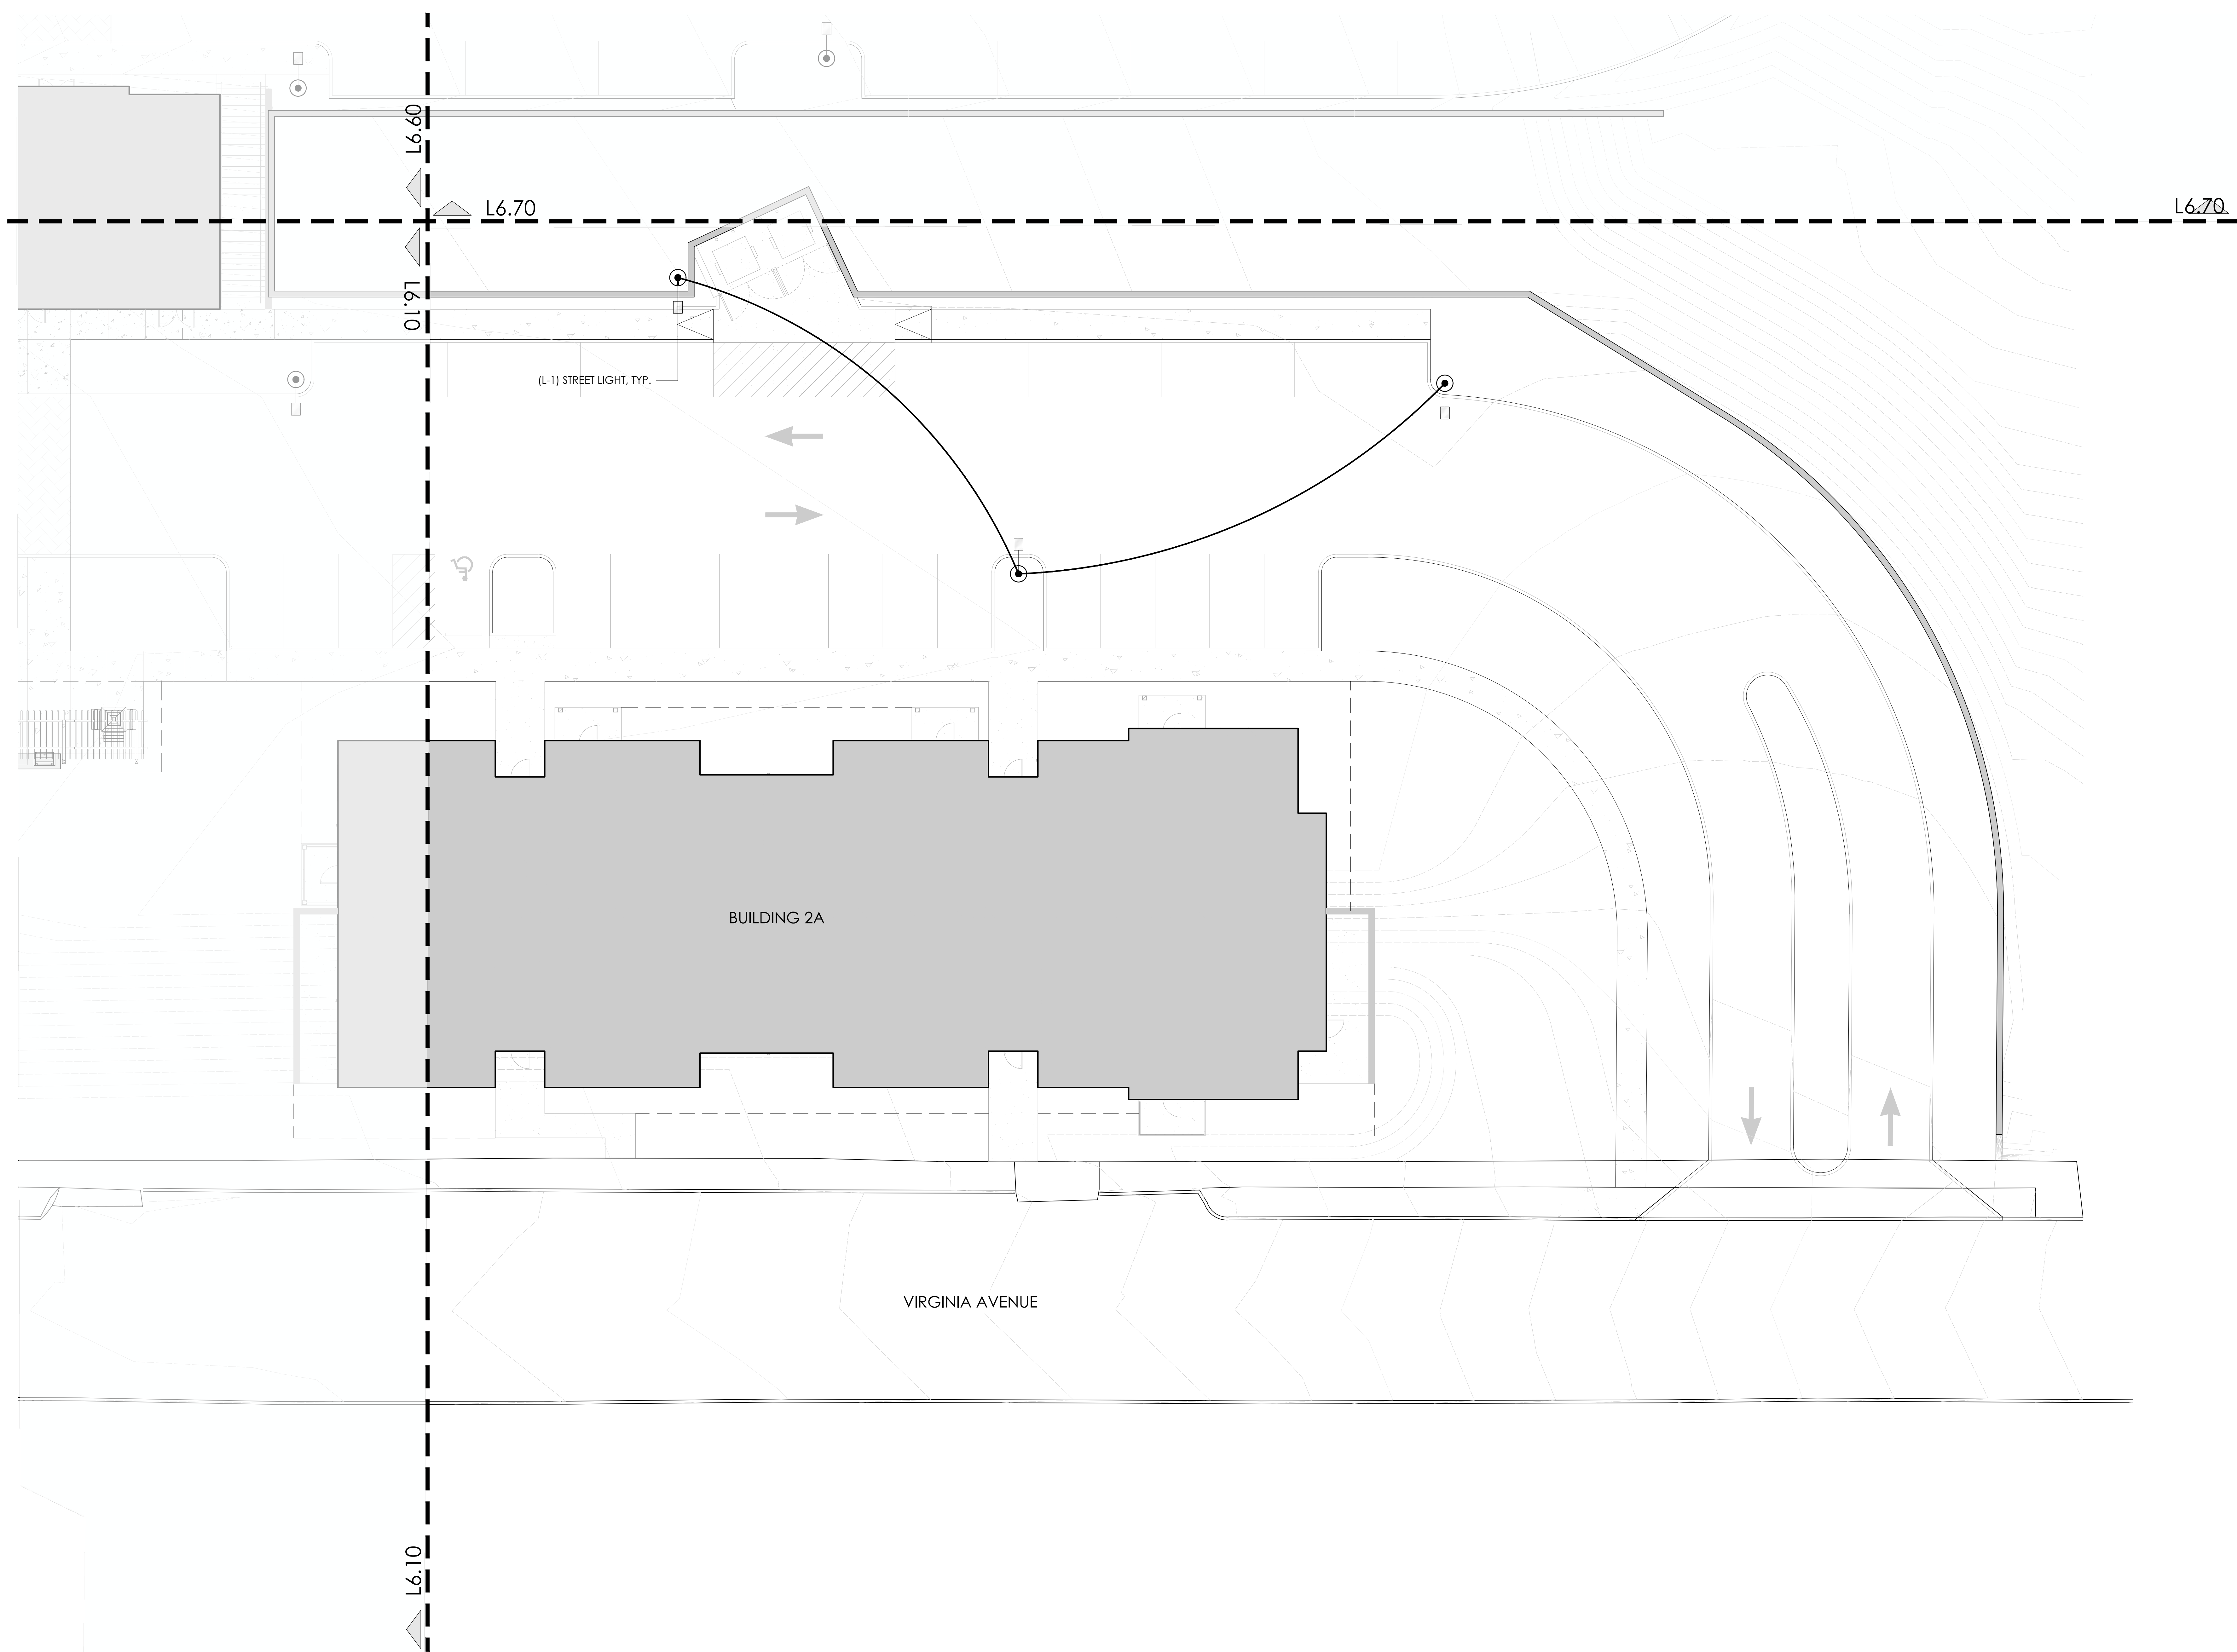 L6.60
L6.70
L6.70
L6.10
(L-1) STREET LIGHT, TYP.
BUILDING 2A
VIRGINIA AVENUE
L6.10